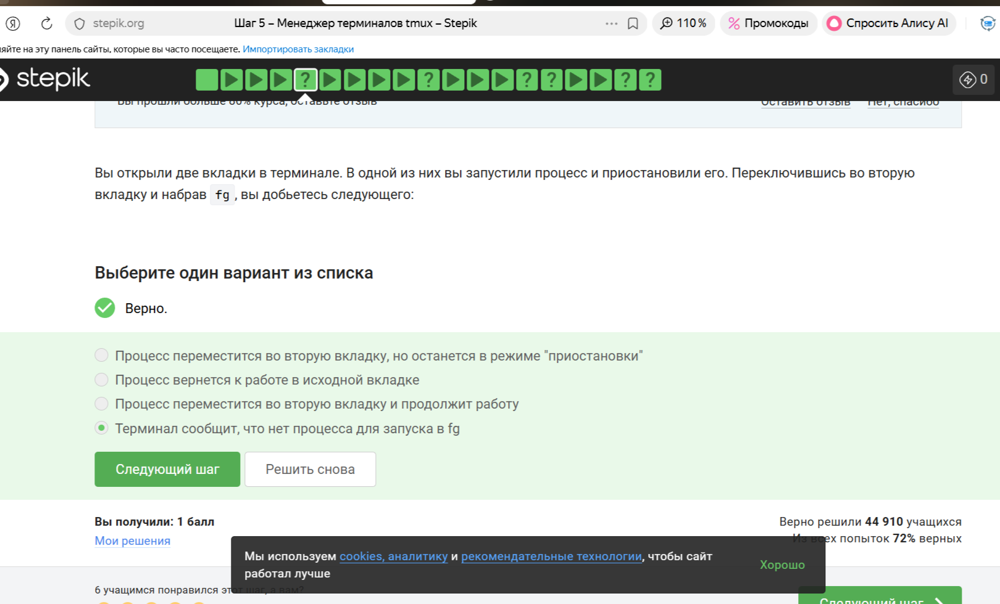 stepik.org
Шаг 5 – Менеджер терминалов tmux – Stepik
110 %
Промокоды
Спросить Алису AI
яйте на эту панель сайты, которые вы часто посещаете. Импортировать закладки
stepik
0
Вы прошли больше 80% курса, оставьте отзыв
Оставить отзыв
Нет, спасибо
Вы открыли две вкладки в терминале. В одной из них вы запустили процесс и приостановили его. Переключившись во вторую
вкладку и набрав fg, вы добьетесь следующего:
Выберите один вариант из списка
Верно.
Процесс переместится во вторую вкладку, но останется в режиме "приостановки"
Процесс вернется к работе в исходной вкладке
Процесс переместится во вторую вкладку и продолжит работу
Терминал сообщит, что нет процесса для запуска в fg
Следующий шаг
Решить снова
Вы получили: 1 балл
Мои решения
Верно решили 44 910 учащихся
Из всех попыток 72% верных
Мы используем cookies, аналитику и рекомендательные технологии, чтобы сайт
работал лучше
Хорошо
6 учащимся понравился этот шаг, а вам?
Следующий шаг